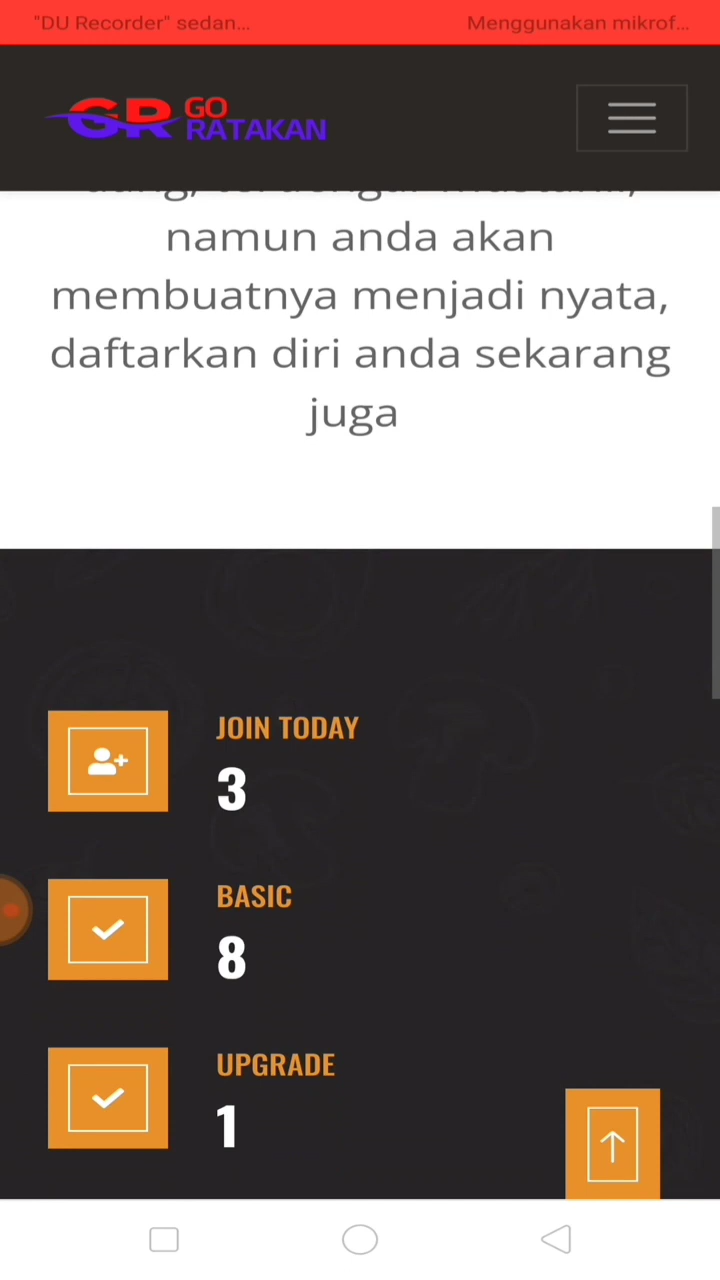 "DU Recorder" sedan...
Menggunakan mikrof...
GR GO
RATAKAN
namun anda akan
membuatnya menjadi nyata,
daftarkan diri anda sekarang
juga
JOIN TODAY
3
BASIC
8
UPGRADE
1